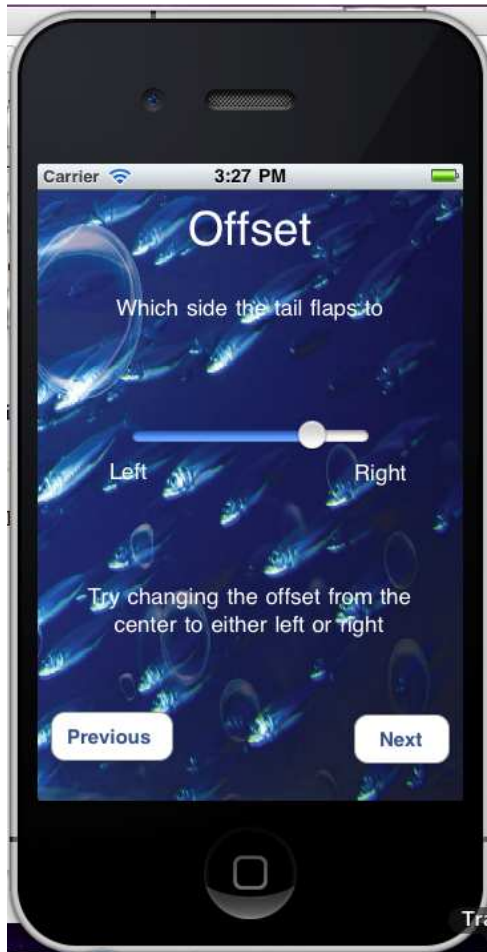 Carrier 3:27 PM
Offset
Which side the tail flaps to
Left Right
Try changing the offset from the
center to either left or right
Previous Next